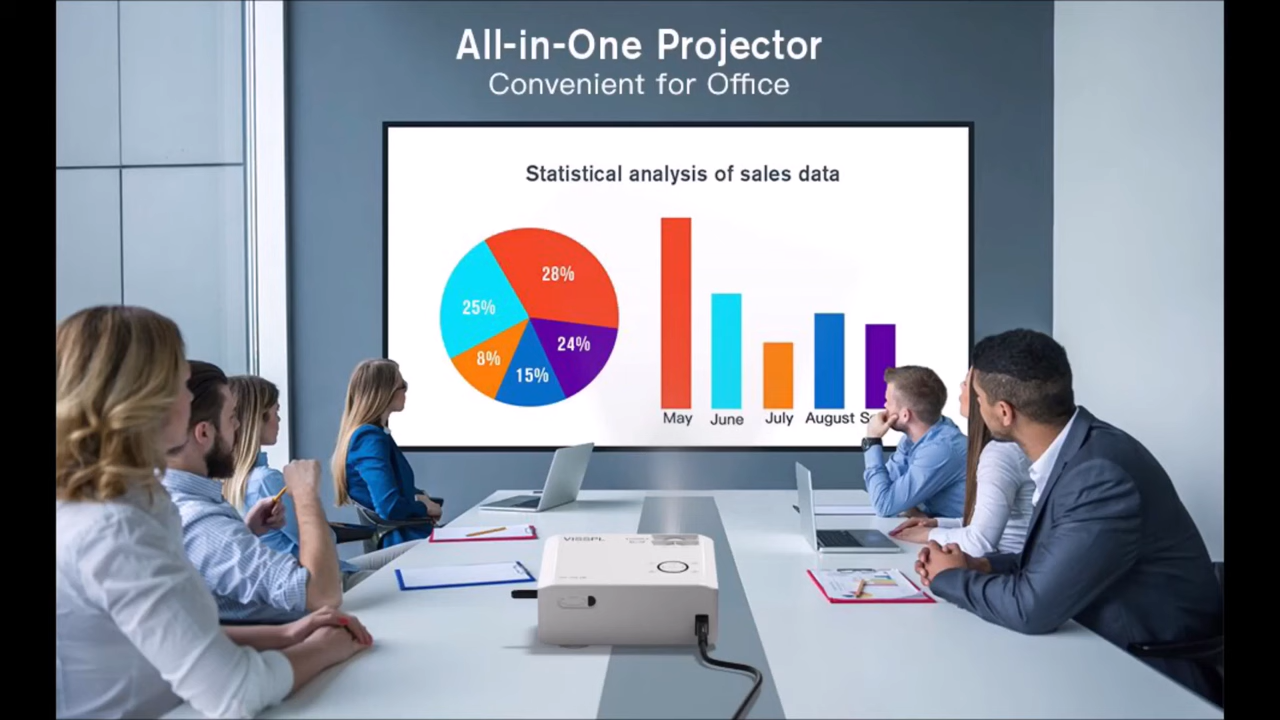 All-in-One Projector
Convenient for Office
Statistical analysis of sales data
28%
25%
24%
8%
15%
May June July August